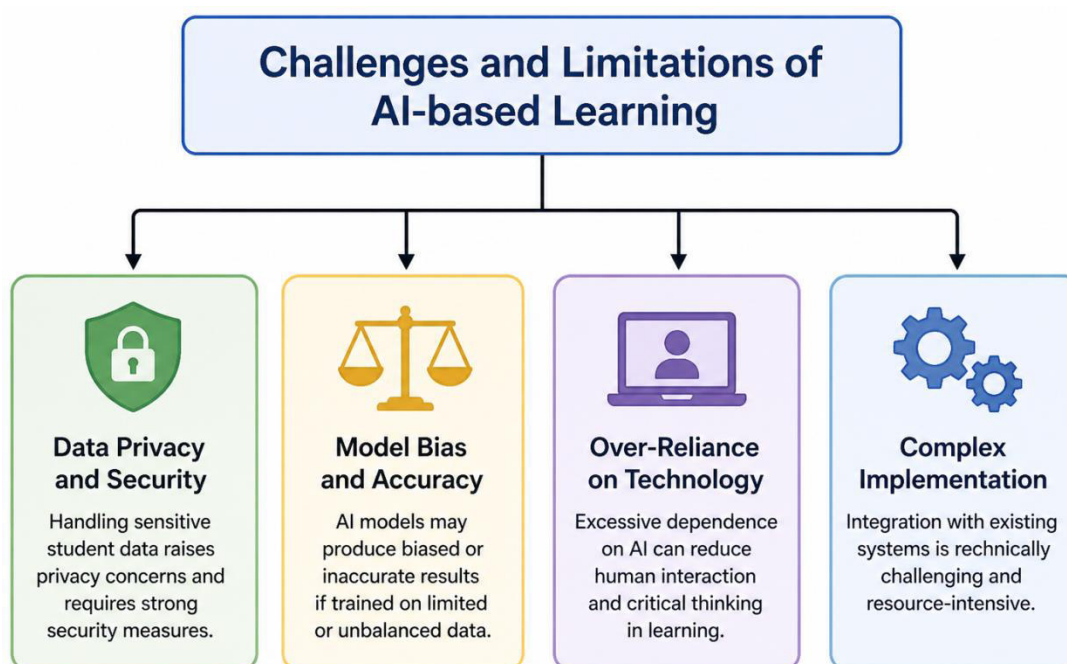 Challenges and Limitations of
AI-based Learning
Data Privacy
and Security
Handling sensitive
student data raises
privacy concerns and
requires strong
security measures.
Model Bias
and Accuracy
AI models may
produce biased or
inaccurate results
if trained on limited
or unbalanced data.
Over-Reliance
on Technology
Excessive dependence
on AI can reduce
human interaction
and critical thinking
in learning.
Complex
Implementation
Integration with existing
systems is rechnically
challenging and
resource-intensive.